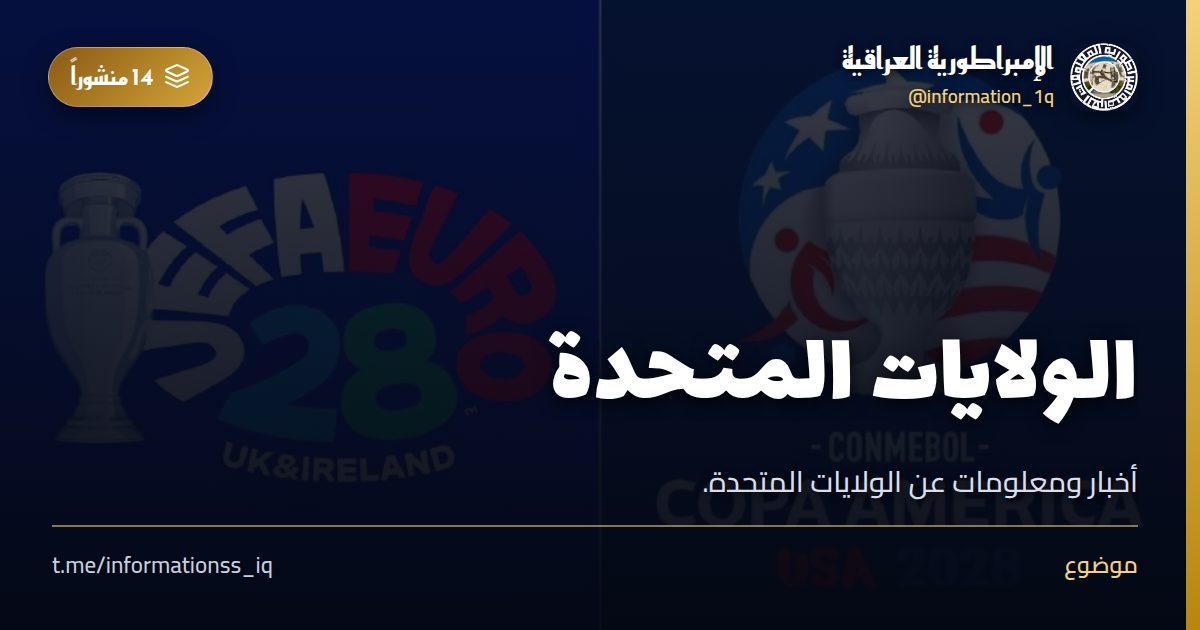 الإمبراطورية العراقية
@information_1q
14 منشوراً
UEFA EURO
28
UK&IRELAND
™
الولايات المتحدة
- CONMEBOL -
أخبار ومعلومات عن الولايات المتحدة.
COPA AMERICA
USA 2028
موضوع
t.me/informationss_iq